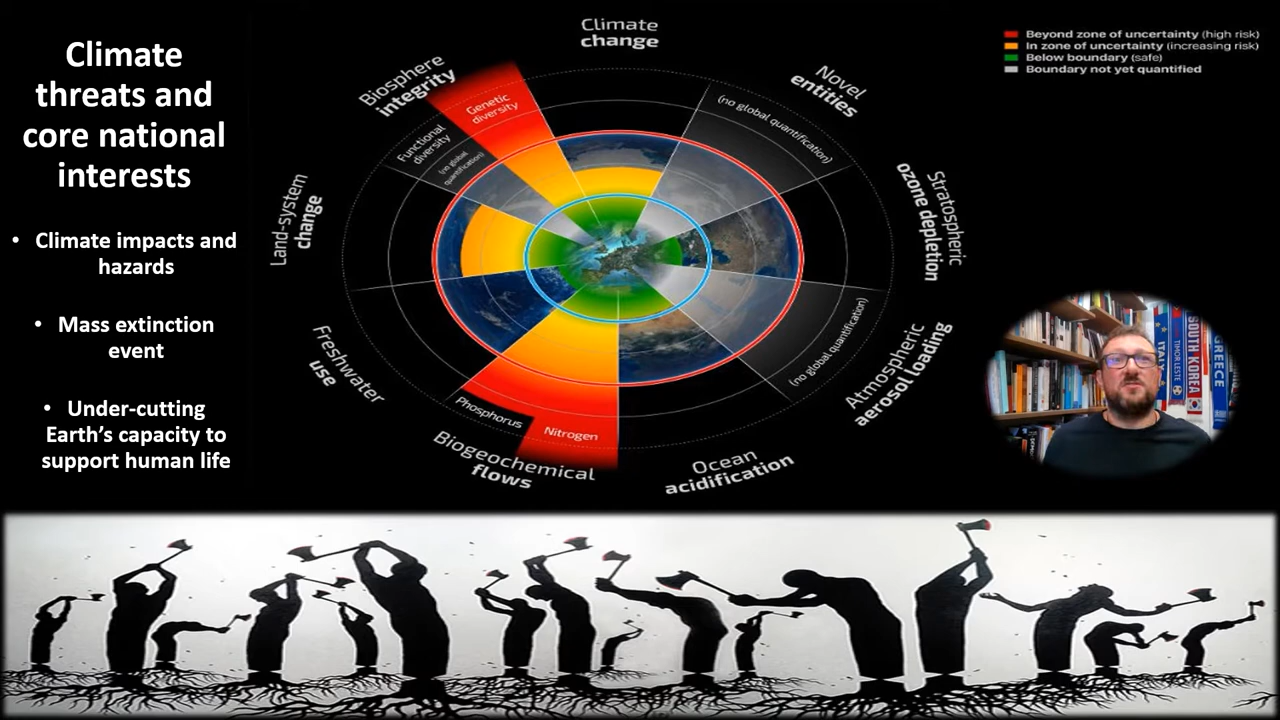 Climate
threats and
core national
interests
• Climate impacts and
hazards
• Mass extinction
event
• Under-cutting
Earth's capacity to
support human life
Climate
change
Novel
entities
(no global quantification)
Stratospheric
ozone depletion
Atmospheric
aerosol loading
(no global quantification)
Ocean
acidification
Biogeochemical
flows
Phosphorus
Nitrogen
Freshwater
use
Land-system
change
Biosphere
integrity
Genetic
diversity
Functional
diversity
(no global
quantification)
Beyond zone of uncertainty (high risk)
In zone of uncertainty (increasing risk)
Below boundary (safe)
Boundary not yet quantified
ITALY
TIMOR LESTE
SOUTH KOREA
GREECE